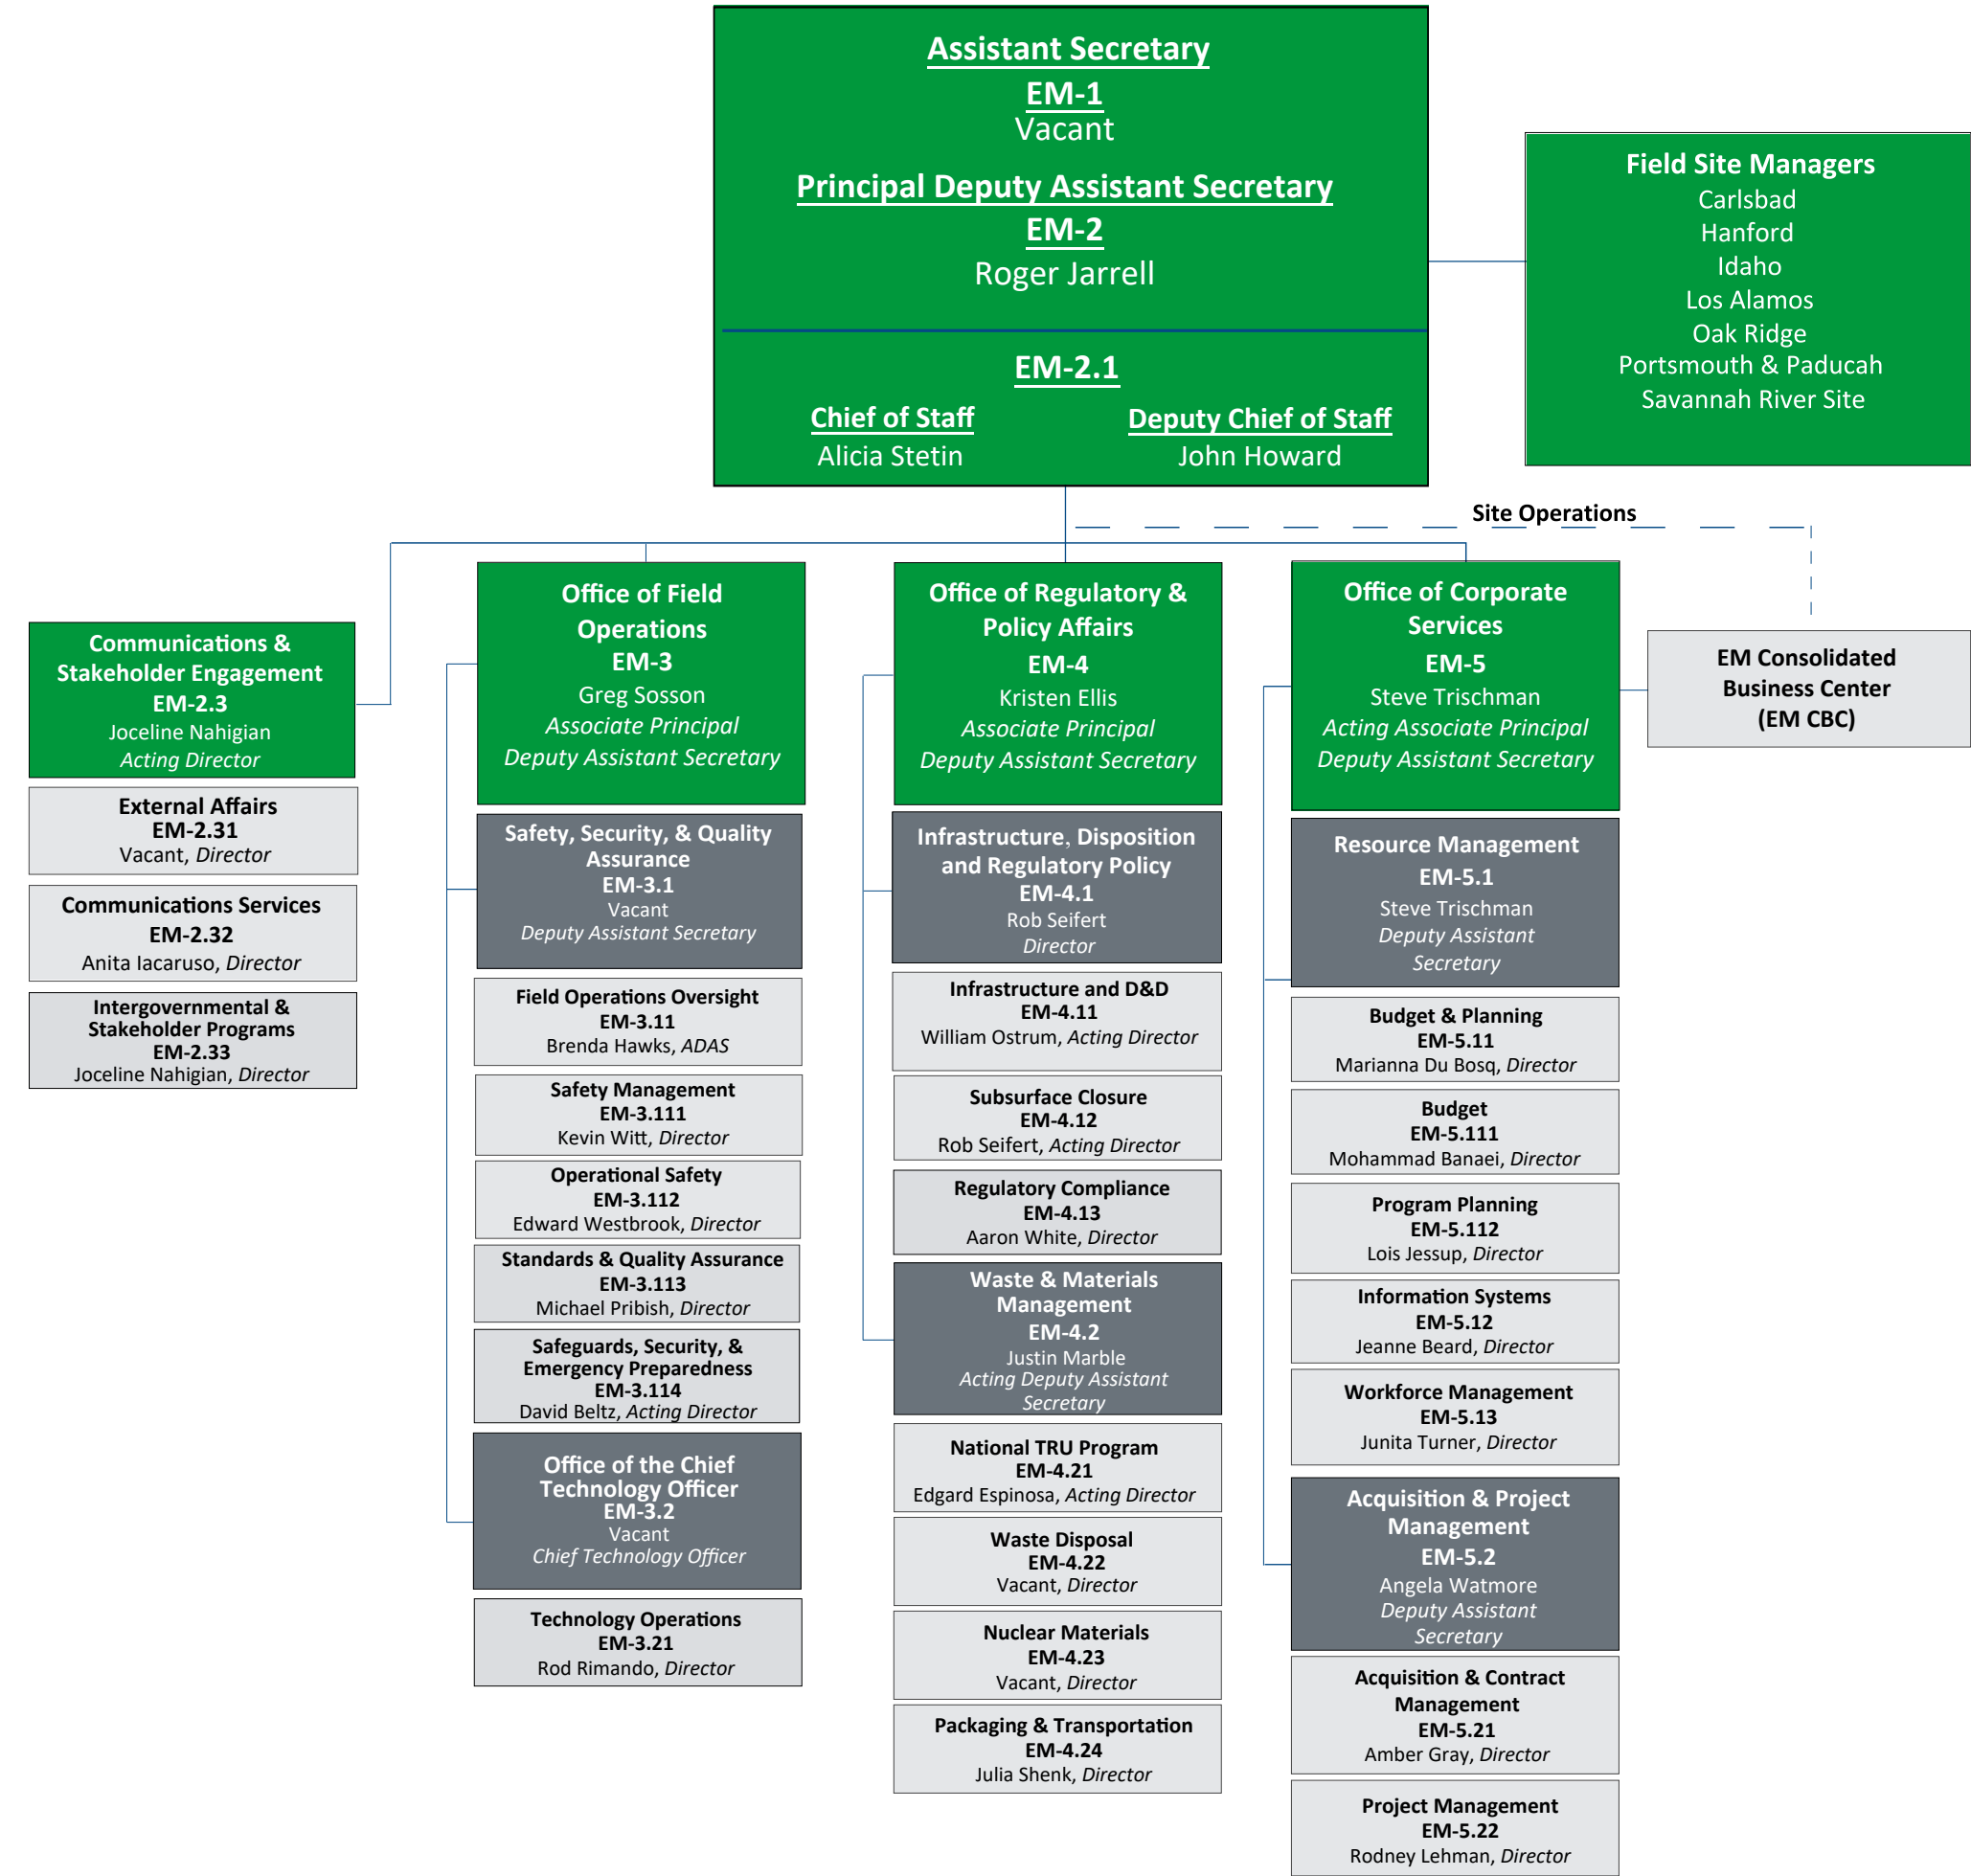 Assistant Secretary
EM-1
Vacant
Principal Deputy Assistant Secretary
EM-2
Roger Jarrell
EM-2.1
Chief of Staff
Alicia Stetin
Deputy Chief of Staff
John Howard
Field Site Managers
Carlsbad
Hanford
Idaho
Los Alamos
Oak Ridge
Portsmouth & Paducah
Savannah River Site
Site Operations
Communications &
Stakeholder Engagement
EM-2.3
Joceline Nahigian
Acting Director
External Affairs
EM-2.31
Vacant, Director
Communications Services
EM-2.32
Anita Iacaruso, Director
Intergovernmental &
Stakeholder Programs
EM-2.33
Joceline Nahigian, Director
Office of Field
Operations
EM-3
Greg Sosson
Associate Principal
Deputy Assistant Secretary
Safety, Security, & Quality
Assurance
EM-3.1
Vacant
Deputy Assistant Secretary
Field Operations Oversight
EM-3.11
Brenda Hawks, ADAS
Safety Management
EM-3.111
Kevin Witt, Director
Operational Safety
EM-3.112
Edward Westbrook, Director
Standards & Quality Assurance
EM-3.113
Michael Pribish, Director
Safeguards, Security, &
Emergency Preparedness
EM-3.114
David Beltz, Acting Director
Office of the Chief
Technology Officer
EM-3.2
Vacant
Chief Technology Officer
Technology Operations
EM-3.21
Rod Rimando, Director
Office of Regulatory &
Policy Affairs
EM-4
Kristen Ellis
Associate Principal
Deputy Assistant Secretary
Infrastructure, Disposition
and Regulatory Policy
EM-4.1
Rob Seifert
Director
Infrastructure and D&D
EM-4.11
William Ostrum, Acting Director
Subsurface Closure
EM-4.12
Rob Seifert, Acting Director
Regulatory Compliance
EM-4.13
Aaron White, Director
Waste & Materials
Management
EM-4.2
Justin Marble
Acting Deputy Assistant
Secretary
National TRU Program
EM-4.21
Edgard Espinosa, Acting Director
Waste Disposal
EM-4.22
Vacant, Director
Nuclear Materials
EM-4.23
Vacant, Director
Packaging & Transportation
EM-4.24
Julia Shenk, Director
Office of Corporate
Services
EM-5
Steve Trischman
Acting Associate Principal
Deputy Assistant Secretary
Resource Management
EM-5.1
Steve Trischman
Deputy Assistant
Secretary
Budget & Planning
EM-5.11
Marianna Du Bosq, Director
Budget
EM-5.111
Mohammad Banaei, Director
Program Planning
EM-5.112
Lois Jessup, Director
Information Systems
EM-5.12
Jeanne Beard, Director
Workforce Management
EM-5.13
Junita Turner, Director
Acquisition & Project
Management
EM-5.2
Angela Watmore
Deputy Assistant
Secretary
Acquisition & Contract
Management
EM-5.21
Amber Gray, Director
Project Management
EM-5.22
Rodney Lehman, Director
EM Consolidated
Business Center
(EM CBC)